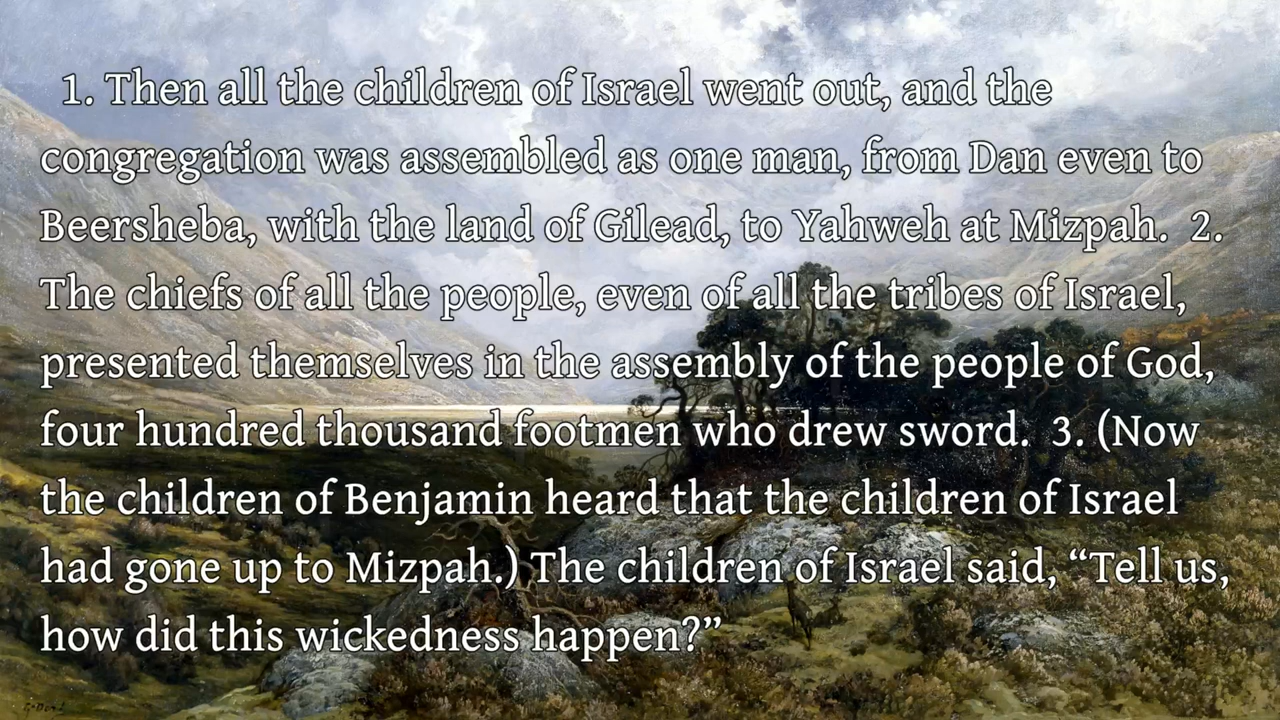 1. Then all the children of Israel went out, and the
congregation was assembled as one man, from Dan even to
Beersheba, with the land of Gilead, to Yahweh at Mizpah.  2.
The chiefs of all the people, even of all the tribes of Israel,
presented themselves in the assembly of the people of God,
four hundred thousand footmen who drew sword.  3. (Now
the children of Benjamin heard that the children of Israel
had gone up to Mizpah.) The children of Israel said, “Tell us,
how did this wickedness happen?”